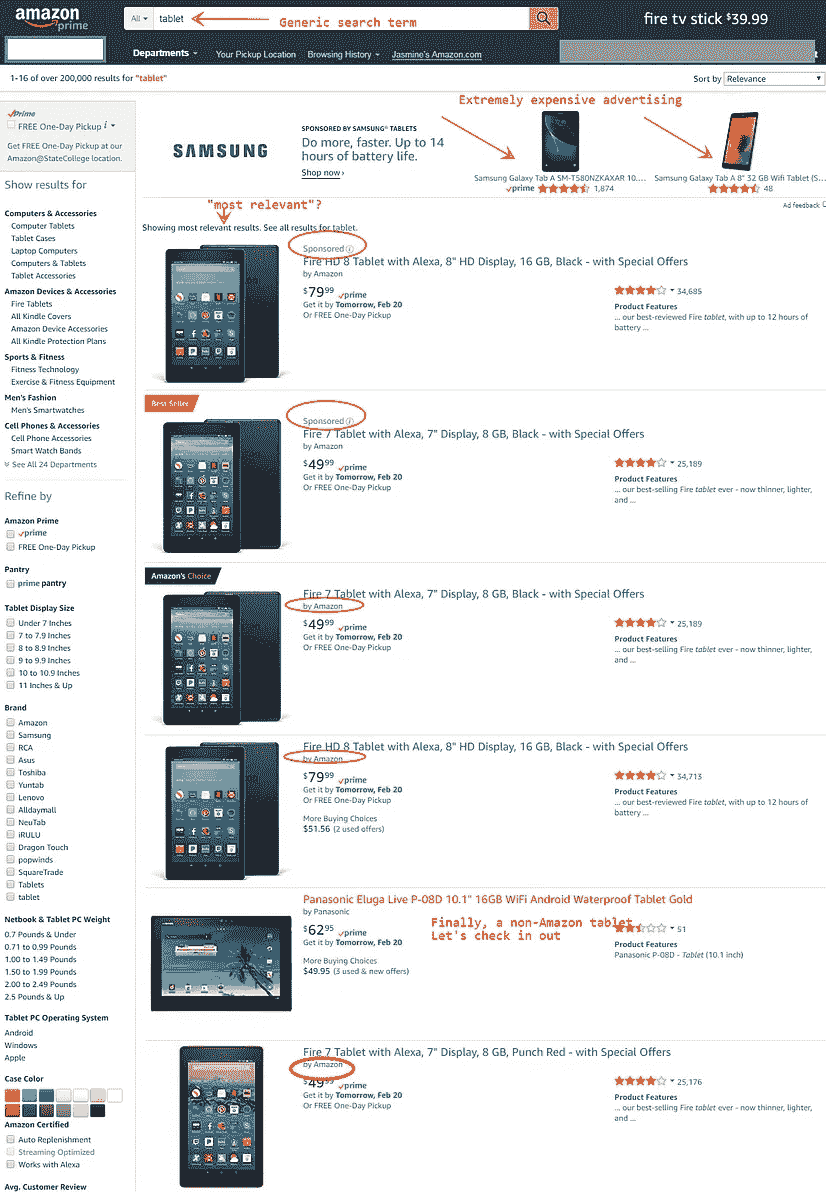 amazon
prime
All
tablet
Generic search term
fire tv stick $39.99
Departments
Your Pickup Location
Browsing History
Jasmine's Amazon.com
1-16 of over 200,000 results for "tablet"
Sort by Relevance
Extremely expensive advertising
SAMSUNG
SPONSORED BY SAMSUNG® TABLETS
Do more, faster. Up to 14
hours of battery life.
Shop now ›
Samsung Galaxy Tab A SM-T580NZKAXAR 10....
prime 1,874
Samsung Galaxy Tab A 8" 32 GB Wifi Tablet (S...
48
Ad feedback
"most relevant"?
Showing most relevant results. See all results for tablet.
Prime
FREE One-Day Pickup
Get FREE One-Day Pickup at our
Amazon@StateCollege location.
Show results for
Computers & Accessories
Computer Tablets
Tablet Cases
Laptop Computers
Computers & Tablets
Tablet Accessories
Amazon Devices & Accessories
Fire Tablets
All Kindle Covers
Amazon Device Accessories
All Kindle Protection Plans
Sports & Fitness
Fitness Technology
Exercise & Fitness Equipment
Men's Fashion
Men's Smartwatches
Cell Phones & Accessories
Cell Phone Accessories
Smart Watch Bands
See All 24 Departments
Refine by
Amazon Prime
prime
FREE One-Day Pickup
Pantry
prime pantry
Tablet Display Size
Under 7 Inches
7 to 7.9 Inches
8 to 8.9 Inches
9 to 9.9 Inches
10 to 10.9 Inches
11 Inches & Up
Brand
Amazon
Samsung
RCA
Asus
Toshiba
Yuntab
Lenovo
Alldaymall
NeuTab
iRULU
Dragon Touch
popwinds
SquareTrade
Tablets
tablet
Netbook & Tablet PC Weight
0.7 Pounds & Under
0.71 to 0.99 Pounds
1.00 to 1.49 Pounds
1.50 to 1.99 Pounds
2.00 to 2.49 Pounds
2.5 Pounds & Up
Tablet PC Operating System
Android
Windows
Apple
Case Color
Amazon Certified
Auto Replenishment
Streaming Optimized
Works with Alexa
Avg. Customer Review
Sponsored
Fire HD 8 Tablet with Alexa, 8" HD Display, 16 GB, Black - with Special Offers
by Amazon
$79.99 prime
Get it by Tomorrow, Feb 20
Or FREE One-Day Pickup
34,685
Product Features
... our best-reviewed Fire tablet, with up to 12 hours of
battery ...
Best Seller
Sponsored
Fire 7 Tablet with Alexa, 7" Display, 8 GB, Black - with Special Offers
by Amazon
$49.99 prime
Get it by Tomorrow, Feb 20
Or FREE One-Day Pickup
25,189
Product Features
... our best-selling Fire tablet ever - now thinner, lighter,
and ...
Amazon's Choice
Fire 7 Tablet with Alexa, 7" Display, 8 GB, Black - with Special Offers
by Amazon
$49.99 prime
Get it by Tomorrow, Feb 20
Or FREE One-Day Pickup
25,189
Product Features
... our best-selling Fire tablet ever - now thinner, lighter,
and ...
Fire HD 8 Tablet with Alexa, 8" HD Display, 16 GB, Black - with Special Offers
by Amazon
$79.99 prime
Get it by Tomorrow, Feb 20
Or FREE One-Day Pickup
More Buying Choices
$51.56 (2 used offers)
34,713
Product Features
... our best-reviewed Fire tablet, with up to 12 hours of
battery ...
Panasonic Eluga Live P-08D 10.1" 16GB WiFi Android Waterproof Tablet Gold
by Panasonic
$62.95 prime
Get it by Tomorrow, Feb 20
More Buying Choices
$49.95 (3 used & new offers)
Finally, a non-Amazon tablet
Let's check in out
51
Product Features
Panasonic P-08D - Tablet (10.1 inch)
Fire 7 Tablet with Alexa, 7" Display, 8 GB, Punch Red - with Special Offers
by Amazon
$49.99 prime
Get it by Tomorrow, Feb 20
Or FREE One-Day Pickup
25,176
Product Features
... our best-selling Fire tablet ever - now thinner, lighter,
and ...